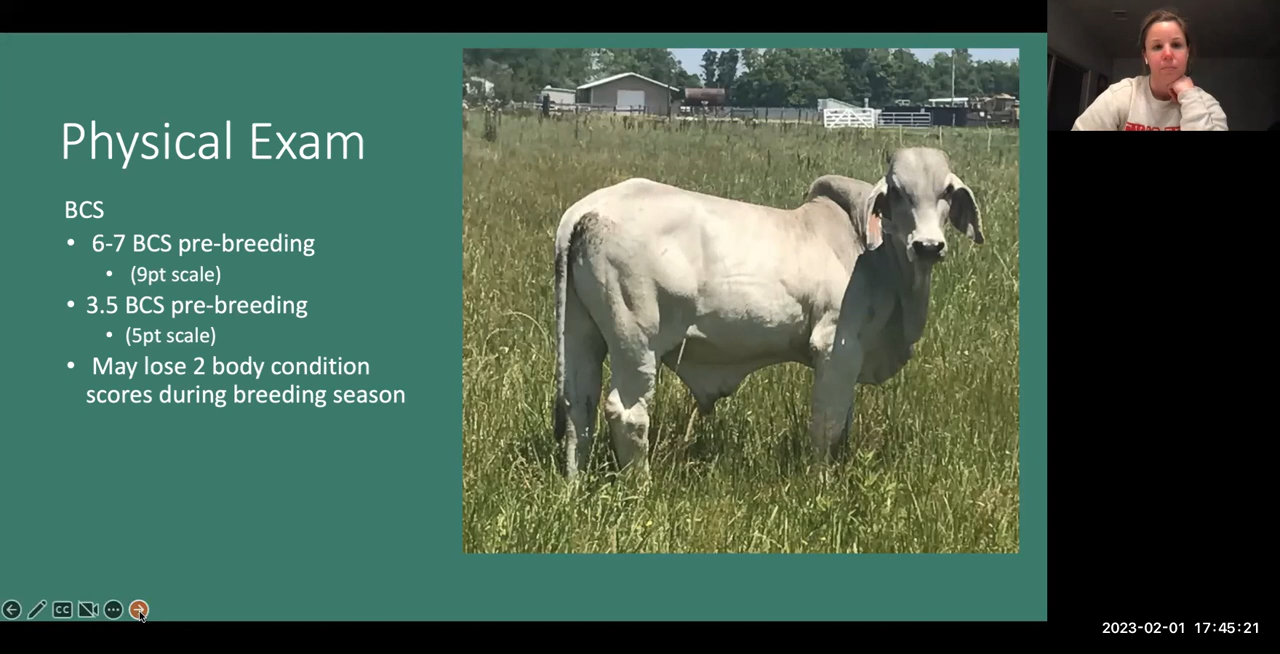 Physical Exam
BCS
• 6-7 BCS pre-breeding
• (9pt scale)
• 3.5 BCS pre-breeding
• (5pt scale)
• May lose 2 body condition
scores during breeding season
CC
2023-02-01 17:45:21